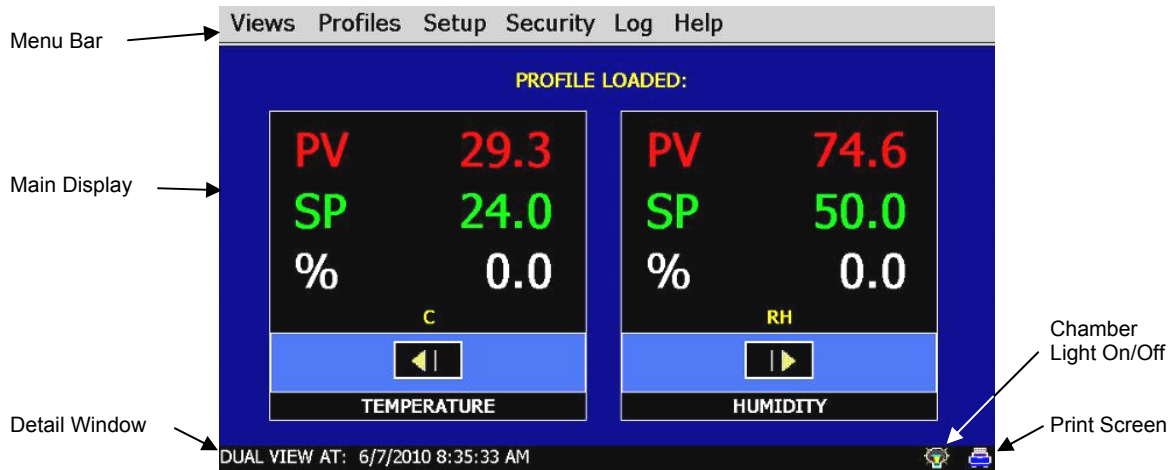 Views Profiles Setup Security Log Help
Menu Bar
PROFILE LOADED:
PV 29.3
PV 74.6
Main Display
SP 24.0
SP 50.0
% 0.0
% 0.0
C
RH
Chamber
Light On/Off
TEMPERATURE
HUMIDITY
Detail Window
Print Screen
DUAL VIEW AT: 6/7/2010 8:35:33 AM